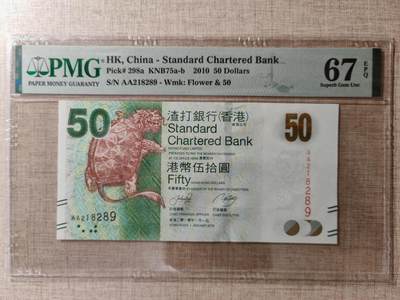 PMG
PAPER MONEY GUARANTY
HK, China - Standard Chartered Bank
Pick# 298a KNB75a-b 2010 50 Dollars
S/N AA218289 - Wmk: Flower & 50
67 EPQ
Superb Gem Unc
50
渣打銀行(香港)
Standard
Chartered Bank
港幣伍拾圓
Fifty
50
AA218289
AA218289